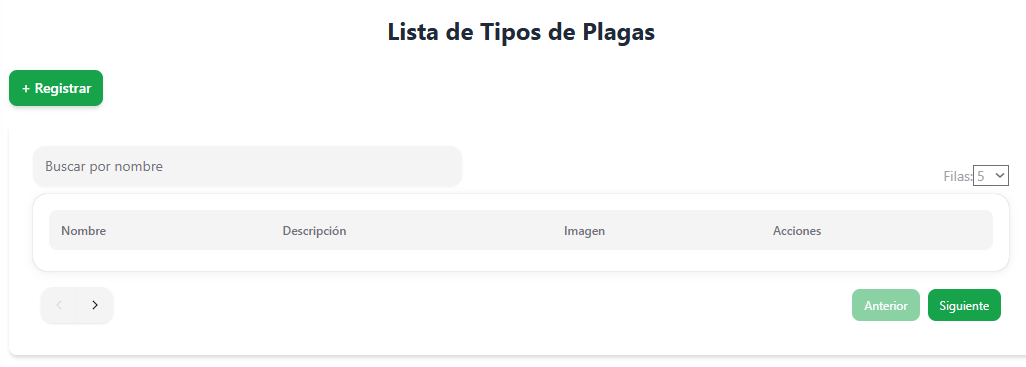 Lista de Tipos de Plagas
+ Registrar
Buscar por nombre
Filas: 5
Nombre Descripción Imagen Acciones
Anterior Siguiente